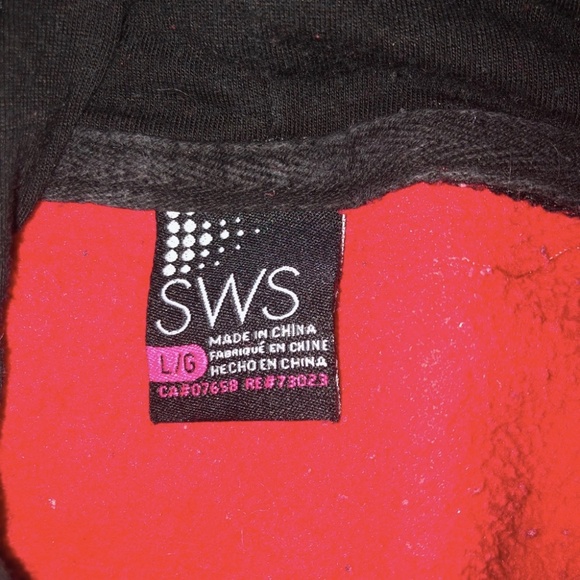 SWS
MADE IN CHINA
FABRIQUÉ EN CHINE
L/G HECHO EN CHINA
CA#07658 RE#73023